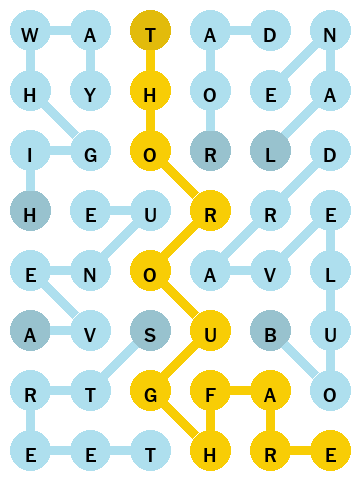 W A T A D N
H Y H O E A
I G O R L D
H E U R R E
E N O A V L
A V S U B U
R T G F A O
E E T H R E